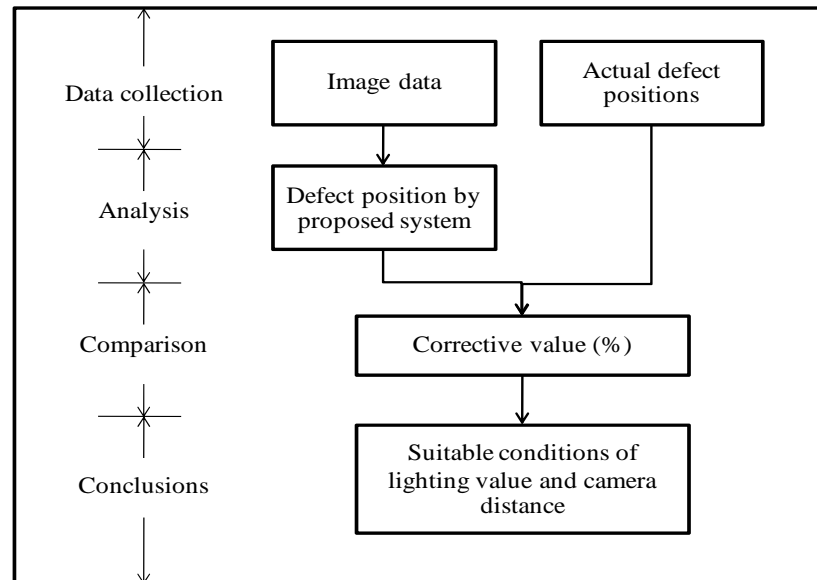 Data collection
Image data
Actual defect
positions
Analysis
Defect position by
proposed system
Comparison
Corrective value (%)
Conclusions
Suitable conditions of
lighting value and camera
distance